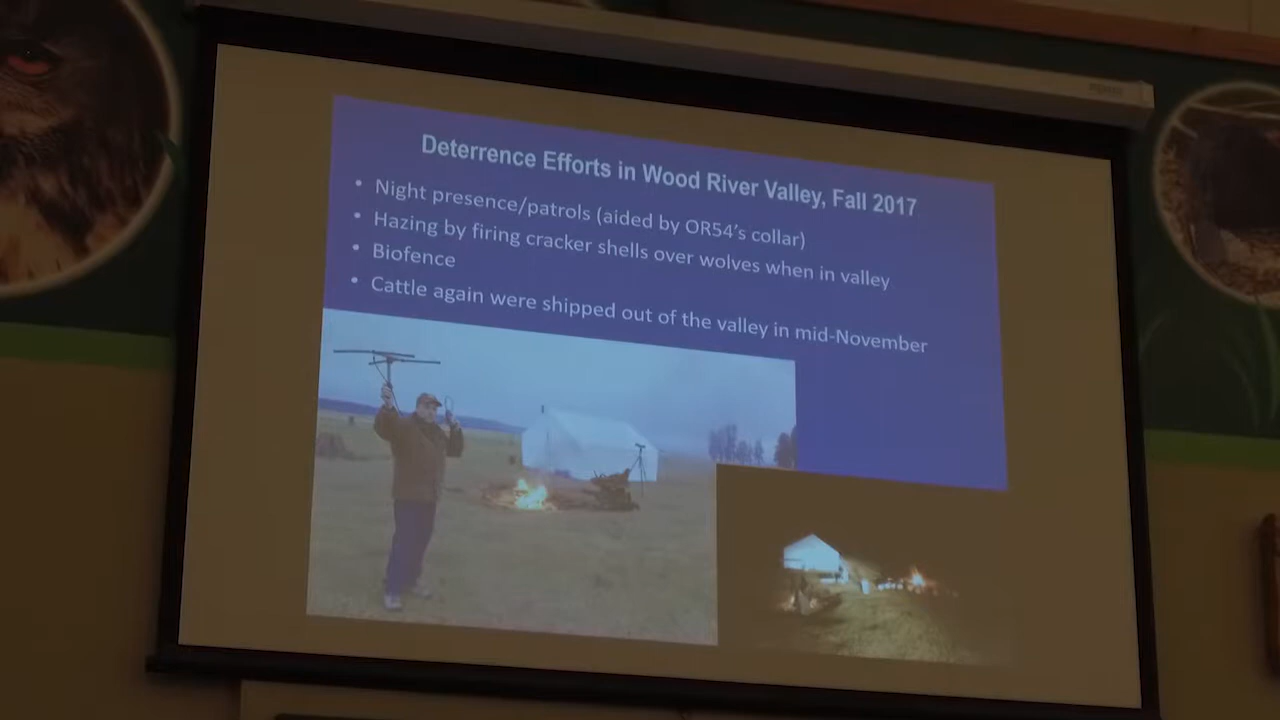 Deterrence Efforts in Wood River Valley, Fall 2017
• Night presence/patrols (aided by OR54's collar)
• Hazing by firing cracker shells over wolves when in valley
• Biofence
• Cattle again were shipped out of the valley in mid-November